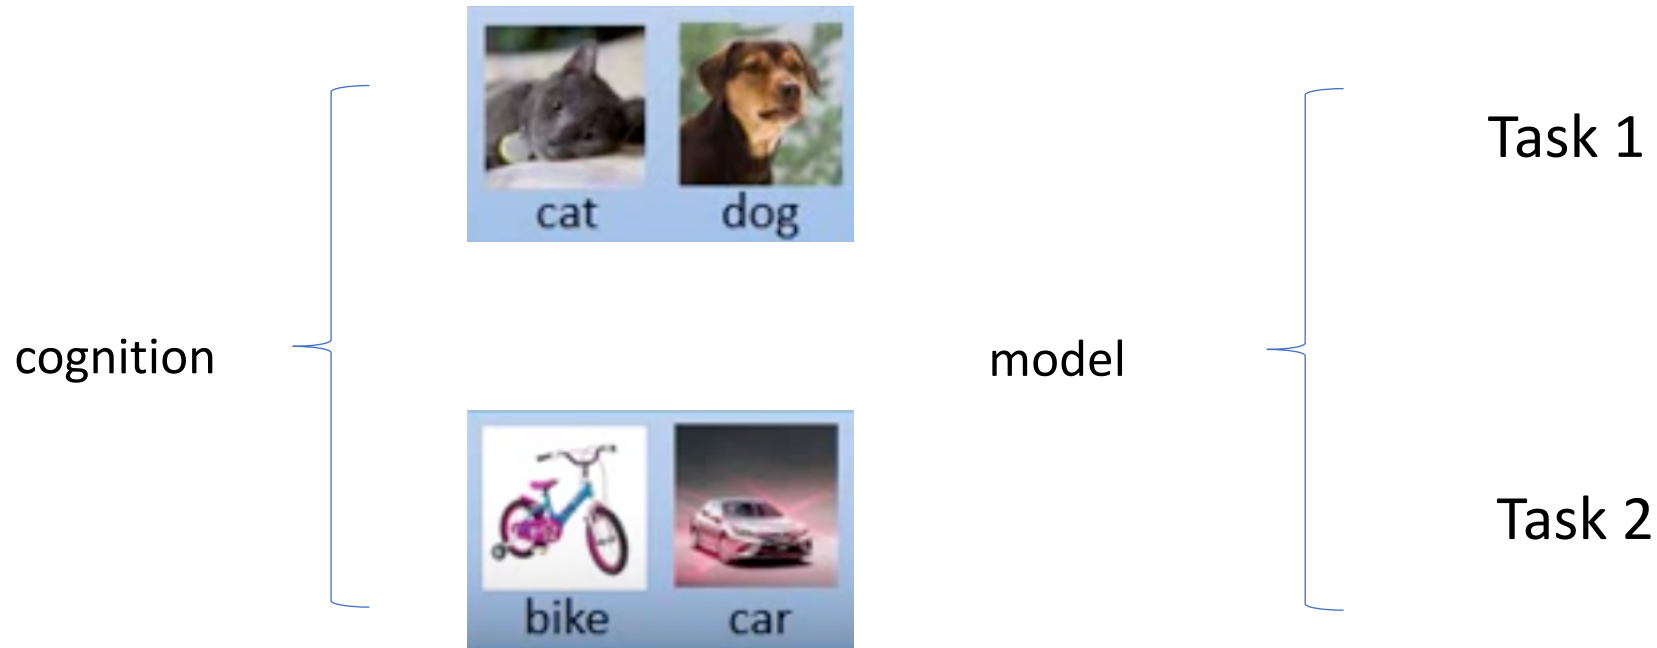 cat dog
Task 1
cognition
model
bike car
Task 2